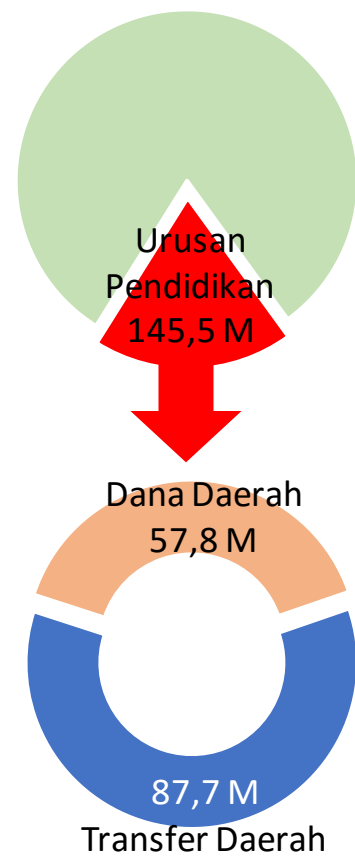 Urusan
Pendidikan
145,5 M
Dana Daerah
57,8 M
87,7 M
Transfer Daerah